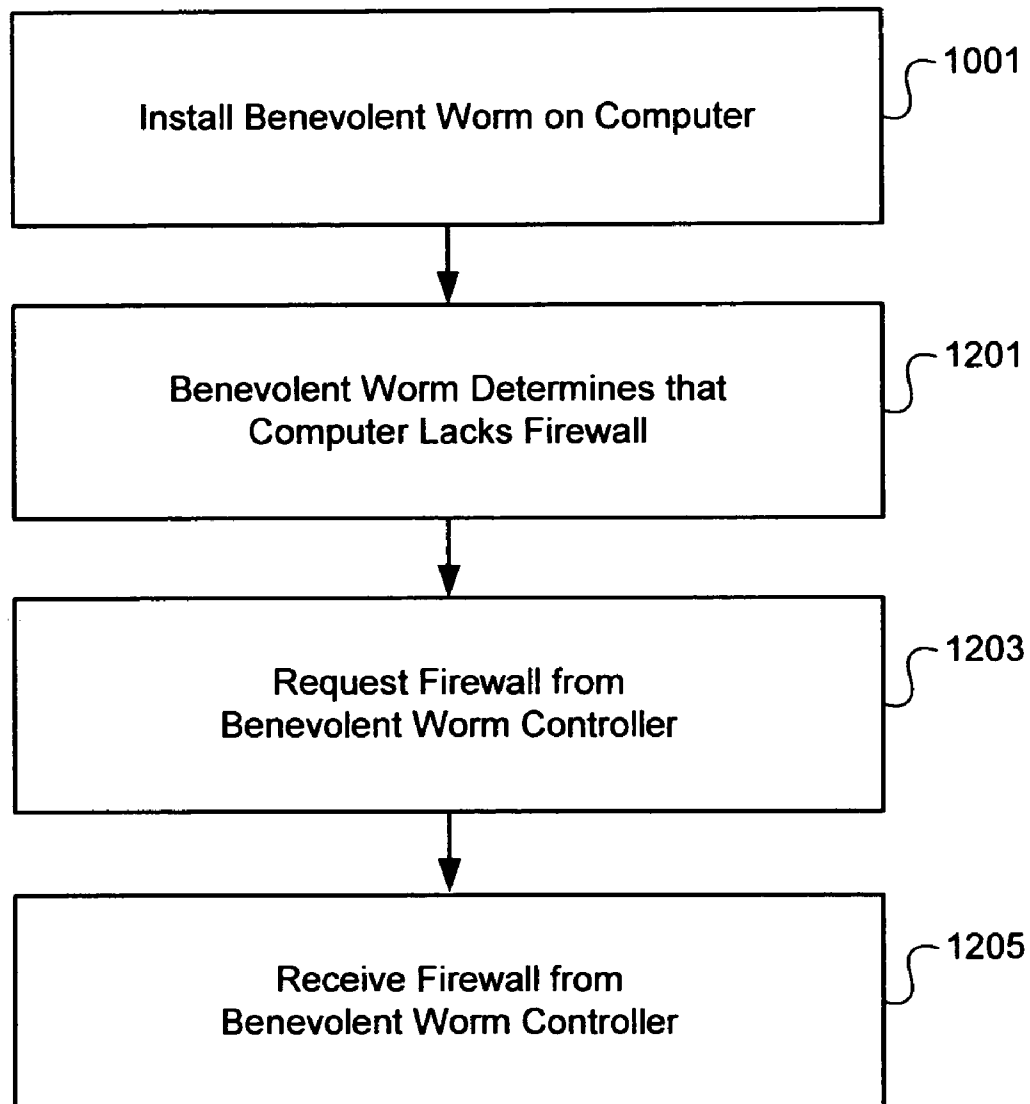 Install Benevolent Worm on Computer
1001
Benevolent Worm Determines that
Computer Lacks Firewall
1201
Request Firewall from
Benevolent Worm Controller
1203
Receive Firewall from
Benevolent Worm Controller
1205